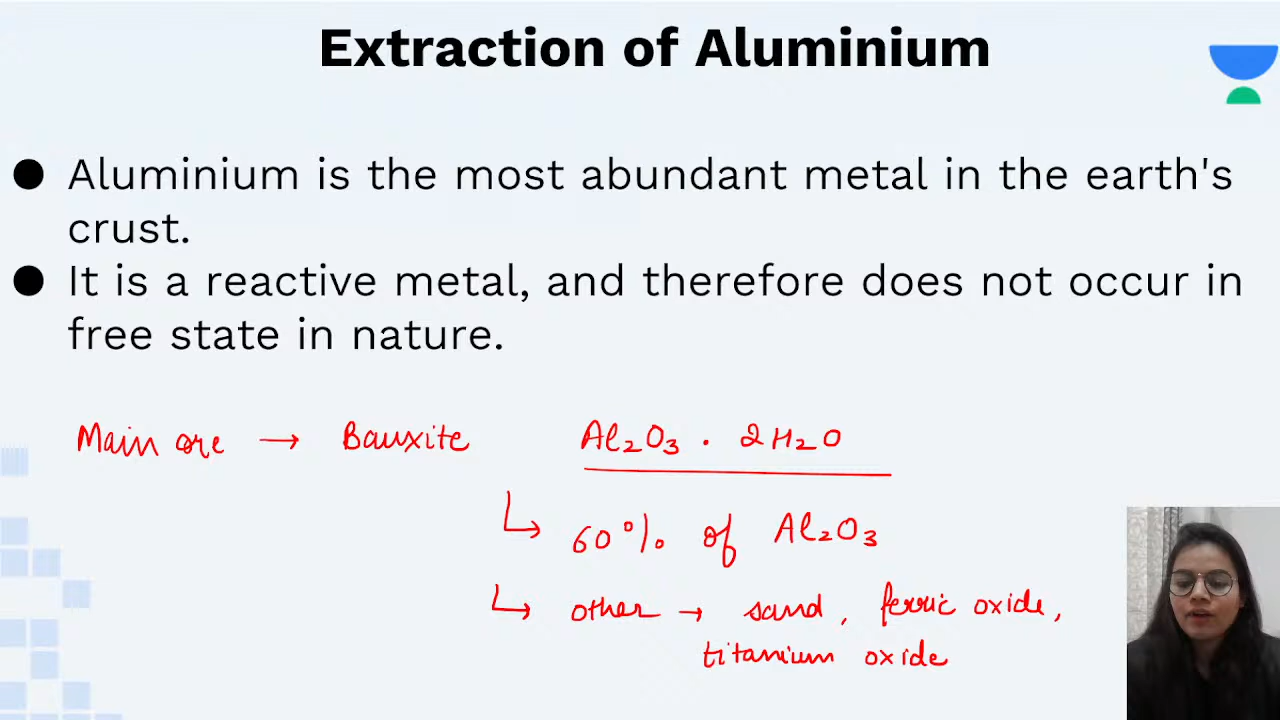 Extraction of Aluminium
● Aluminium is the most abundant metal in the earth's
crust.
● It is a reactive metal, and therefore does not occur in
free state in nature.
Main ore → Bauxite Al₂O₃ . 2H₂O
↳ 60% of Al₂O₃
↳ other → sand, ferric oxide,
titanium oxide